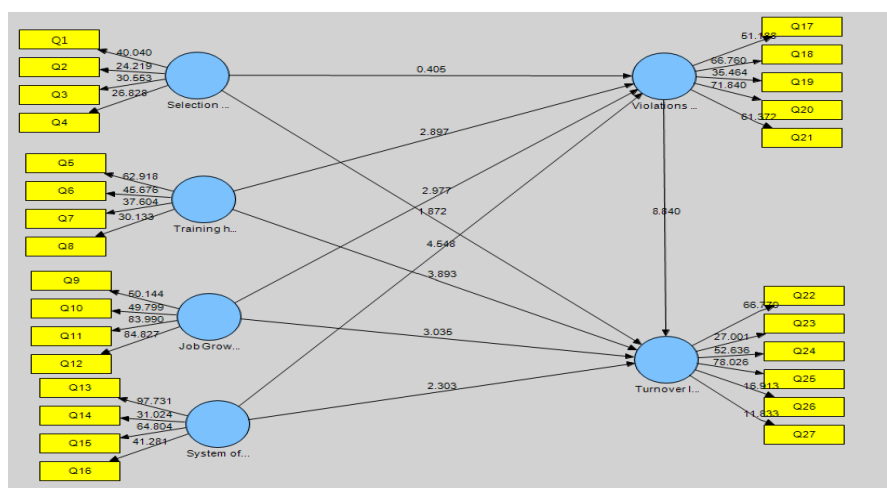 Q1
Q2
Q3
Q4
40.040
24.219
30.553
26.828
Selection ...
Q5
Q6
Q7
Q8
62.918
45.676
37.604
30.133
Training h...
Q9
Q10
Q11
Q12
50.144
49.799
83.990
84.827
Job Grow...
Q13
Q14
Q15
Q16
97.731
31.024
64.804
41.281
System of...
0.405
2.897
2.977
1.872
4.548
3.893
3.035
2.303
8.840
Violations ...
51.188
66.760
35.464
71.840
61.372
Q17
Q18
Q19
Q20
Q21
Turnover I...
66.770
27.001
52.636
78.026
16.913
11.833
Q22
Q23
Q24
Q25
Q26
Q27